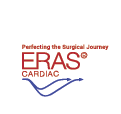 Perfecting the Surgical Journey
ERAS®
CARDIAC